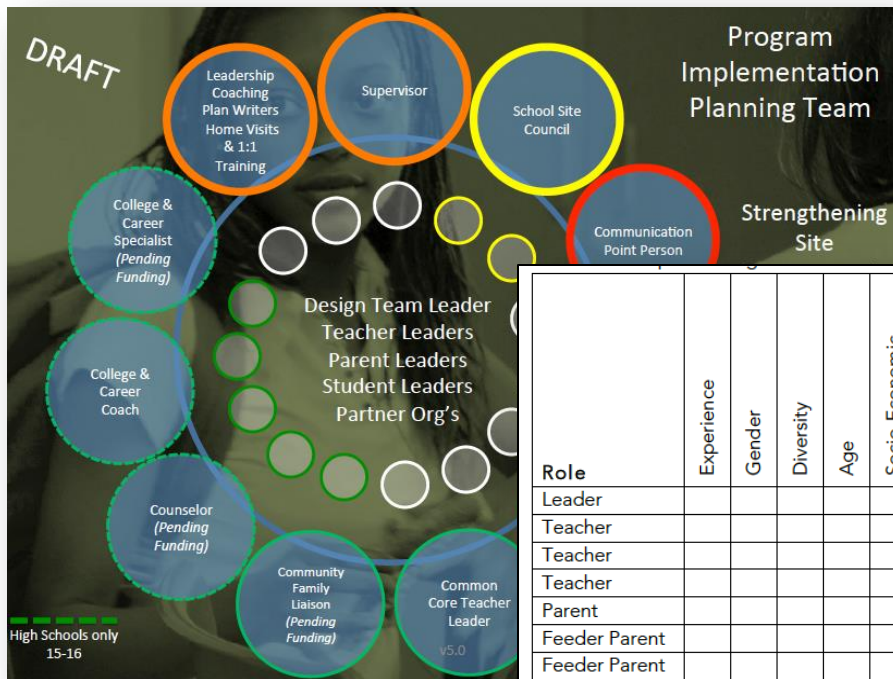 DRAFT
Program
Implementation
Planning Team
Strengthening
Site
Leadership
Coaching
Plan Writers
Home Visits
& 1:1
Training
Supervisor
School Site
Council
Communication
Point Person
College &
Career
Specialist
(Pending
Funding)
College &
Career
Coach
Counselor
(Pending
Funding)
Community
Family
Liaison
(Pending
Funding)
Common
Core Teacher
Leader
v5.0
Design Team Leader
Teacher Leaders
Parent Leaders
Student Leaders
Partner Org's
High Schools only
15-16
Role Experience Gender Diversity Age
Leader
Teacher
Teacher
Teacher
Parent
Feeder Parent
Feeder Parent